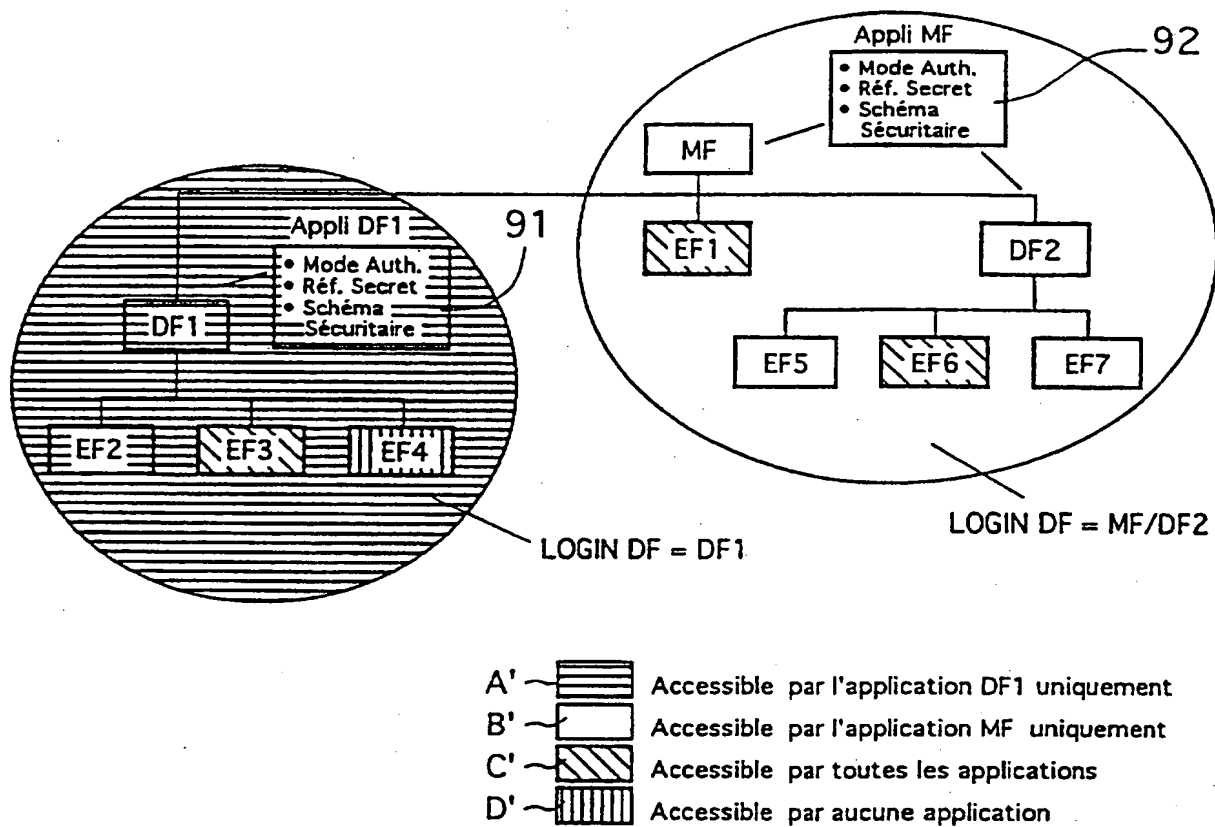 Appli MF
92
• Mode Auth.
• Réf. Secret
• Schéma
Sécuritaire
MF
Appli DF1
91
• Mode Auth.
• Réf. Secret
• Schéma
Sécuritaire
EF1
DF2
DF1
EF5
EF6
EF7
EF2
EF3
EF4
LOGIN DF = DF1
LOGIN DF = MF/DF2
A' Accessible par l'application DF1 uniquement
B' Accessible par l'application MF uniquement
C' Accessible par toutes les applications
D' Accessible par aucune application